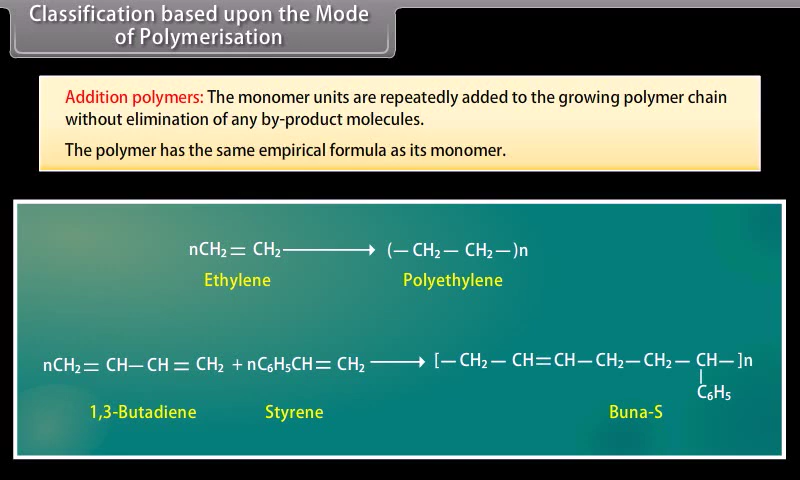 Classification based upon the Mode
of Polymerisation
Addition polymers: The monomer units are repeatedly added to the growing polymer chain
without elimination of any by-product molecules.
The polymer has the same empirical formula as its monomer.
nCH₂ = CH₂ ⟶ (— CH₂ — CH₂ —)n
Ethylene Polyethylene
nCH₂ = CH — CH = CH₂ + nC₆H₅CH = CH₂ ⟶ [— CH₂ — CH=CH — CH₂ — CH₂ — CH —]n
C₆H₅
1,3-Butadiene Styrene Buna-S